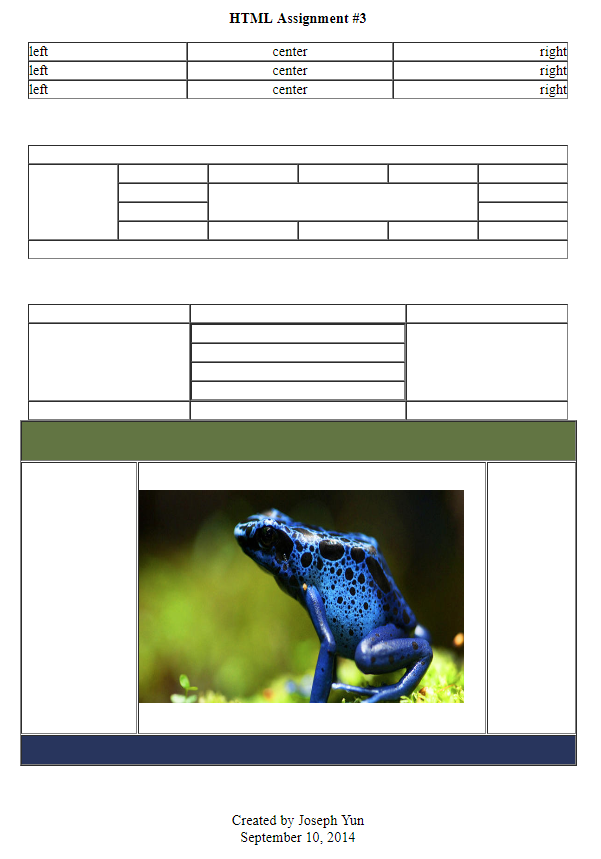 HTML Assignment #3
left center right
left center right
left center right
Created by Joseph Yun
September 10, 2014